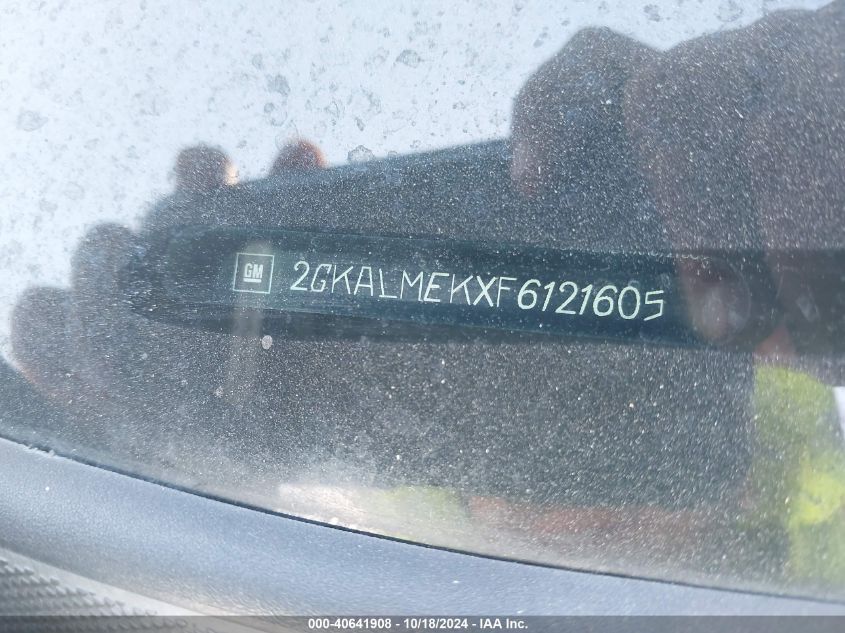 GM 2GKALMEKXF6121605
000-40641908 - 10/18/2024 - IAA Inc.